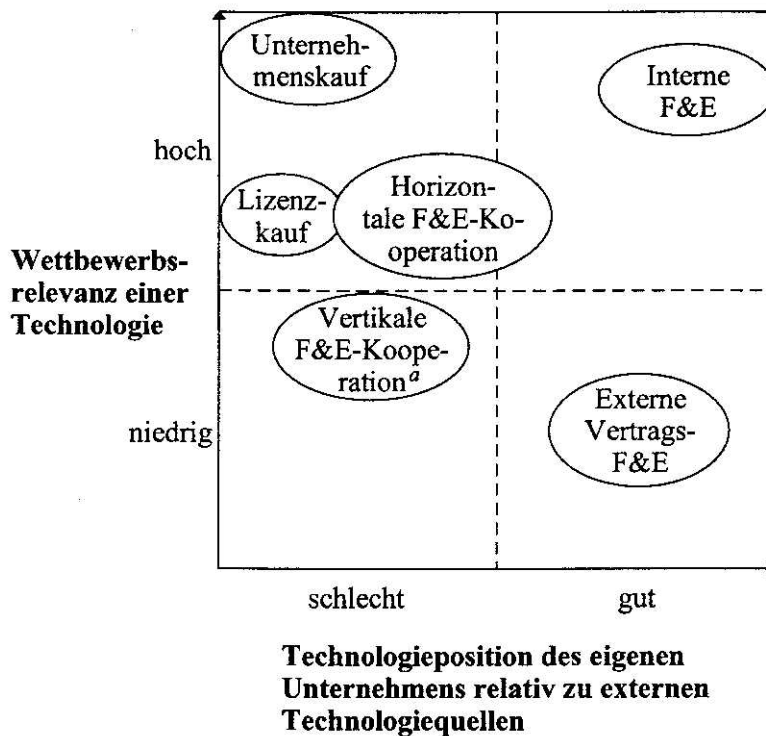 Unterneh-
menskauf
Interne
F&E
hoch
Lizenz-
kauf
Horizon-
tale F&E-Ko-
operation
Wettbewerbs-
relevanz einer
Technologie
Vertikale
F&E-Koope-
ration a
niedrig
Externe
Vertrags-
F&E
schlecht
gut
Technologieposition des eigenen
Unternehmens relativ zu externen
Technologiequellen